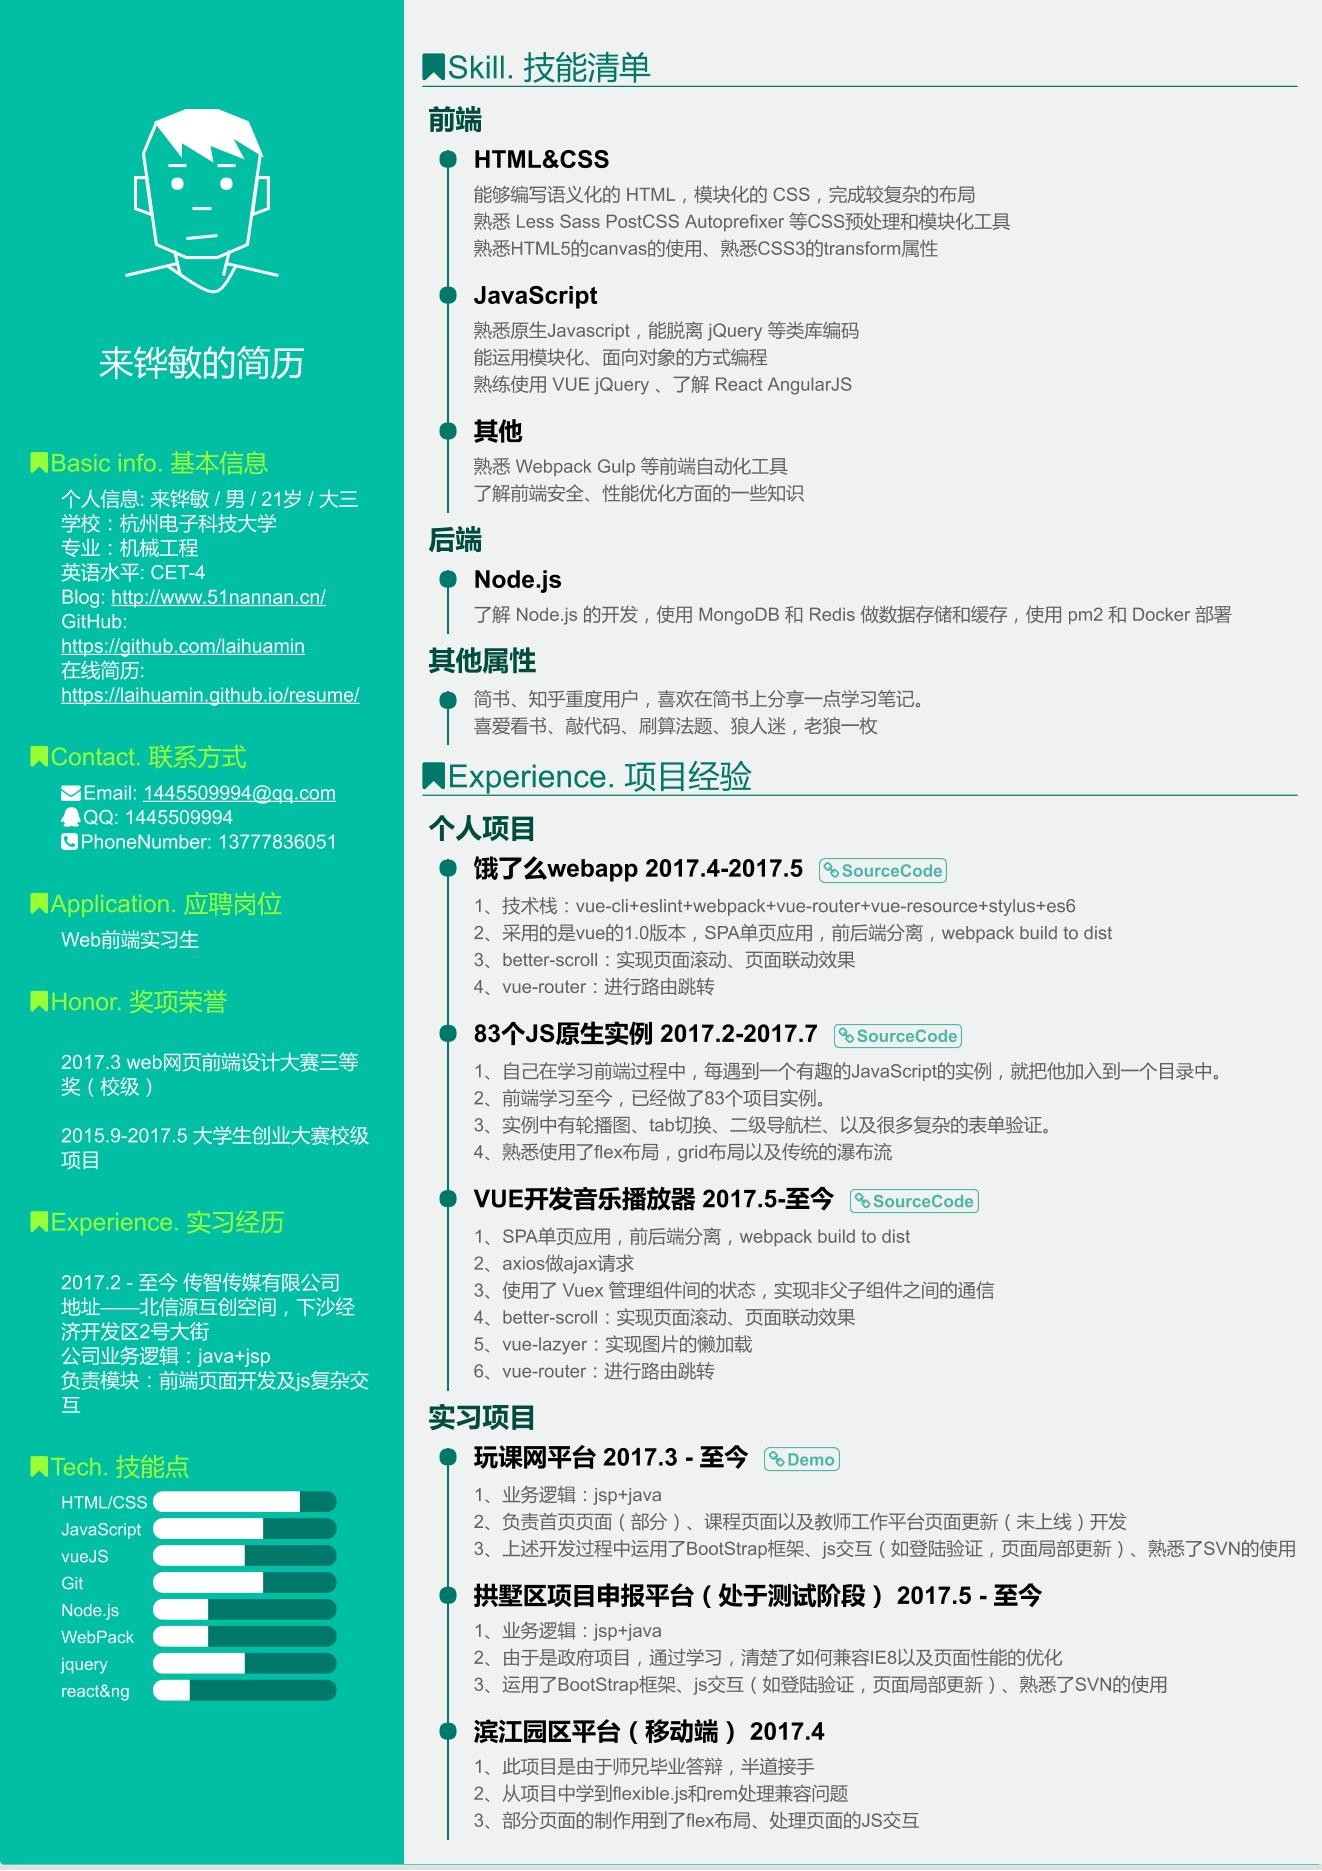 来铧敏的简历
Basic info. 基本信息
个人信息: 来铧敏 / 男 / 21岁 / 大三
学校：杭州电子科技大学
专业：机械工程
英语水平: CET-4
Blog: http://www.51nannan.cn/
GitHub:
https://github.com/laihuamin
在线简历:
https://laihuamin.github.io/resume/
Contact. 联系方式
Email: 1445509994@qq.com
QQ: 1445509994
PhoneNumber: 13777836051
Application. 应聘岗位
Web前端实习生
Honor. 奖项荣誉
2017.3 web网页前端设计大赛三等
奖（校级）
2015.9-2017.5 大学生创业大赛校级
项目
Experience. 实习经历
2017.2 - 至今 传智传媒有限公司
地址——北信源互创空间，下沙经
济开发区2号大街
公司业务逻辑：java+jsp
负责模块：前端页面开发及js复杂交
互
Tech. 技能点
HTML/CSS
JavaScript
vueJS
Git
Node.js
WebPack
jquery
react&ng
Skill. 技能清单
前端
HTML&CSS
能够编写语义化的 HTML，模块化的 CSS，完成较复杂的布局
熟悉 Less Sass PostCSS Autoprefixer 等CSS预处理和模块化工具
熟悉HTML5的canvas的使用、熟悉CSS3的transform属性
JavaScript
熟悉原生Javascript，能脱离 jQuery 等类库编码
能运用模块化、面向对象的方式编程
熟练使用 VUE jQuery 、了解 React AngularJS
其他
熟悉 Webpack Gulp 等前端自动化工具
了解前端安全、性能优化方面的一些知识
后端
Node.js
了解 Node.js 的开发，使用 MongoDB 和 Redis 做数据存储和缓存，使用 pm2 和 Docker 部署
其他属性
简书、知乎重度用户，喜欢在简书上分享一点学习笔记。
喜爱看书、敲代码、刷算法题、狼人迷，老狼一枚
Experience. 项目经验
个人项目
饿了么webapp 2017.4-2017.5 SourceCode
1、技术栈：vue-cli+eslint+webpack+vue-router+vue-resource+stylus+es6
2、采用的是vue的1.0版本，SPA单页应用，前后端分离，webpack build to dist
3、better-scroll：实现页面滚动、页面联动效果
4、vue-router：进行路由跳转
83个JS原生实例 2017.2-2017.7 SourceCode
1、自己在学习前端过程中，每遇到一个有趣的JavaScript的实例，就把他加入到一个目录中。
2、前端学习至今，已经做了83个项目实例。
3、实例中有轮播图、tab切换、二级导航栏、以及很多复杂的表单验证。
4、熟悉使用了flex布局，grid布局以及传统的瀑布流
VUE开发音乐播放器 2017.5-至今 SourceCode
1、SPA单页应用，前后端分离，webpack build to dist
2、axios做ajax请求
3、使用了 Vuex 管理组件间的状态，实现非父子组件之间的通信
4、better-scroll：实现页面滚动、页面联动效果
5、vue-lazyer：实现图片的懒加载
6、vue-router：进行路由跳转
实习项目
玩课网平台 2017.3 - 至今 Demo
1、业务逻辑：jsp+java
2、负责首页页面（部分）、课程页面以及教师工作平台页面更新（未上线）开发
3、上述开发过程中运用了BootStrap框架、js交互（如登陆验证，页面局部更新）、熟悉了SVN的使用
拱墅区项目申报平台（处于测试阶段） 2017.5 - 至今
1、业务逻辑：jsp+java
2、由于是政府项目，通过学习，清楚了如何兼容IE8以及页面性能的优化
3、运用了BootStrap框架、js交互（如登陆验证，页面局部更新）、熟悉了SVN的使用
滨江园区平台（移动端） 2017.4
1、此项目是由于师兄毕业答辩，半道接手
2、从项目中学到flexible.js和rem处理兼容问题
3、部分页面的制作用到了flex布局、处理页面的JS交互